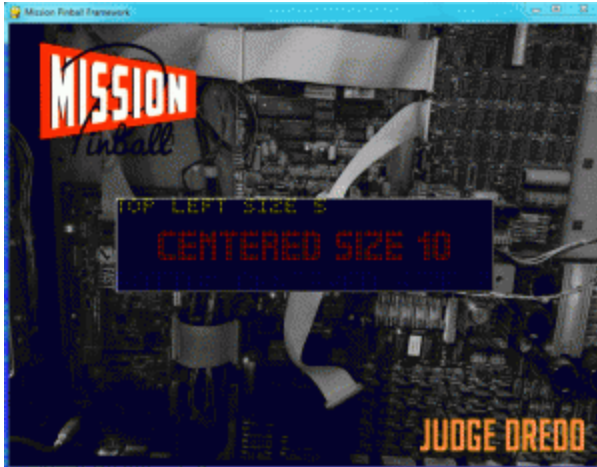 Mission Pinball Framework
MISSION
Pinball
TOP LEFT SIZE 5
CENTERED SIZE 10
JUDGE DREDD